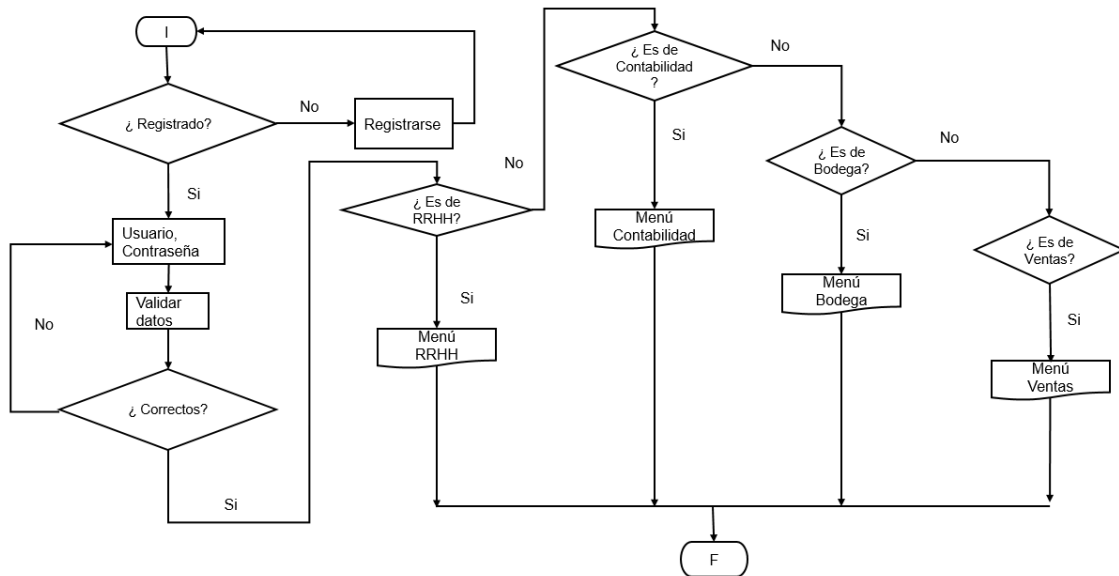 I
¿ Registrado?
No
Registrarse
Si
Usuario,
Contraseña
Validar
datos
No
¿ Correctos?
Si
¿ Es de
RRHH?
No
Si
Menú
RRHH
¿ Es de
Contabilidad
?
No
Si
Menú
Contabilidad
¿ Es de
Bodega?
No
Si
Menú
Bodega
¿ Es de
Ventas?
Si
Menú
Ventas
F